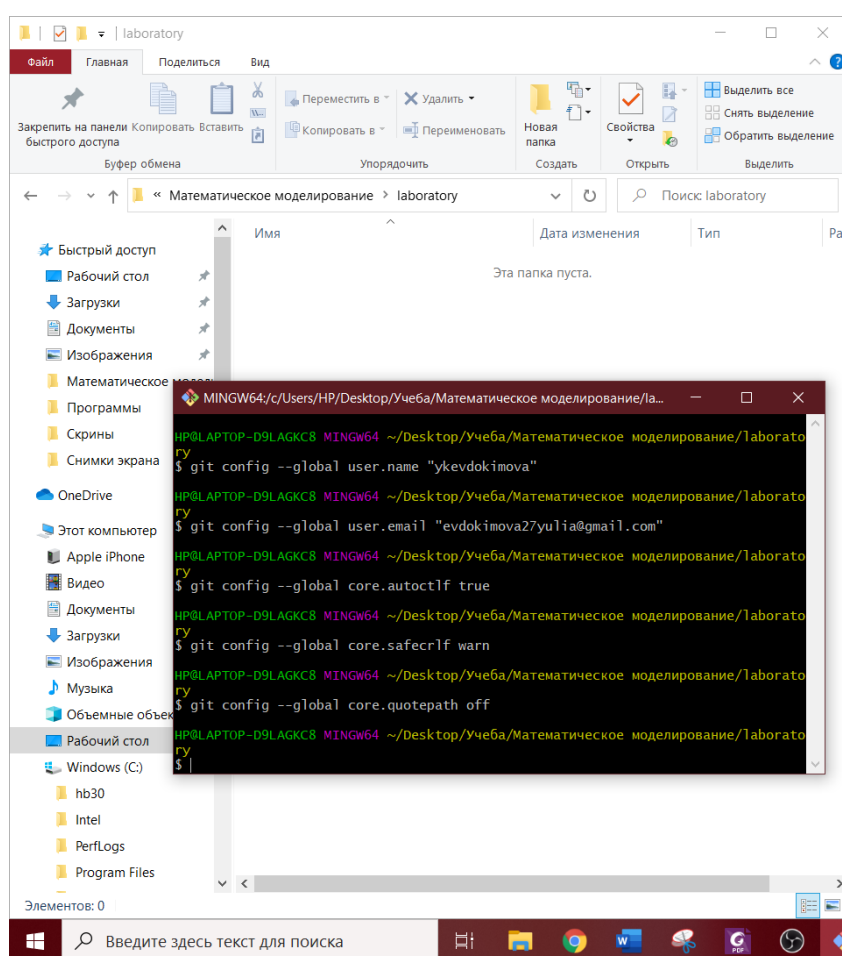 laboratory
Файл Главная Поделиться Вид
Закрепить на панели быстрого доступа
Копировать
Вставить
Переместить в
Копировать в
Удалить
Переименовать
Новая папка
Свойства
Выделить все
Снять выделение
Обратить выделение
Буфер обмена Упорядочить Создать Открыть Выделить
« Математическое моделирование > laboratory
Поиск: laboratory
Имя Дата изменения Тип Ра
Эта папка пуста.
Быстрый доступ
Рабочий стол
Загрузки
Документы
Изображения
Математическое
Программы
Скрины
Снимки экрана
OneDrive
Этот компьютер
Apple iPhone
Видео
Документы
Загрузки
Изображения
Музыка
Объемные объек
Рабочий стол
Windows (C:)
hb30
Intel
PerfLogs
Program Files
MINGW64:/c/Users/HP/Desktop/Учеба/Математическое моделирование/la...
HP@LAPTOP-D9LAGKC8 MINGW64 ~/Desktop/Учеба/Математическое моделирование/laborato
ry
$ git config --global user.name "ykevdokimova"
HP@LAPTOP-D9LAGKC8 MINGW64 ~/Desktop/Учеба/Математическое моделирование/laborato
ry
$ git config --global user.email "evdokimova27yulia@gmail.com"
HP@LAPTOP-D9LAGKC8 MINGW64 ~/Desktop/Учеба/Математическое моделирование/laborato
ry
$ git config --global core.autoctlf true
HP@LAPTOP-D9LAGKC8 MINGW64 ~/Desktop/Учеба/Математическое моделирование/laborato
ry
$ git config --global core.safecrlf warn
HP@LAPTOP-D9LAGKC8 MINGW64 ~/Desktop/Учеба/Математическое моделирование/laborato
ry
$ git config --global core.quotepath off
HP@LAPTOP-D9LAGKC8 MINGW64 ~/Desktop/Учеба/Математическое моделирование/laborato
ry
$
Элементов: 0
Введите здесь текст для поиска